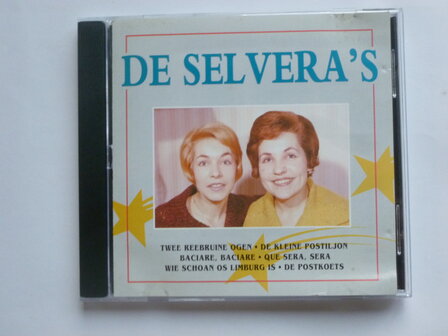 DE SELVERA'S
TWEE REEBRUINE OGEN • DE KLEINE POSTILJON
BACIARE, BACIARE • QUE SERA, SERA
WIE SCHOAN OS LIMBURG IS • DE POSTKOETS